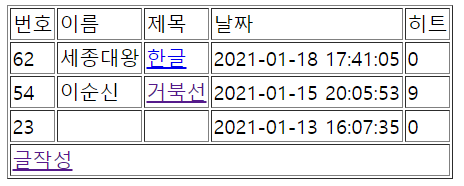 번호 이름 제목 날짜 히트
62 세종대왕 한글 2021-01-18 17:41:05 0
54 이순신 거북선 2021-01-15 20:05:53 9
23 2021-01-13 16:07:35 0
글작성